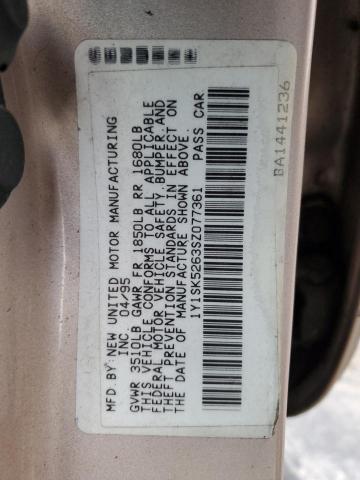 MFD.BY:NEW UNITED MOTOR MANUFACTURING
INC 04/95
GVWR 3510LB GAWR FR 1850LB RR 1680LB
THIS VEHICLE CONFORMS TO ALL APPLICABLE
FEDERAL MOTOR VEHICLE SAFETY,BUMPER,AND
THEFT PREVENTION STANDARDS IN EFFECT ON
THE DATE OF MANUFACTURE SHOWN ABOVE.
1Y1SK5263SZ077361 PASS CAR
BA1441236